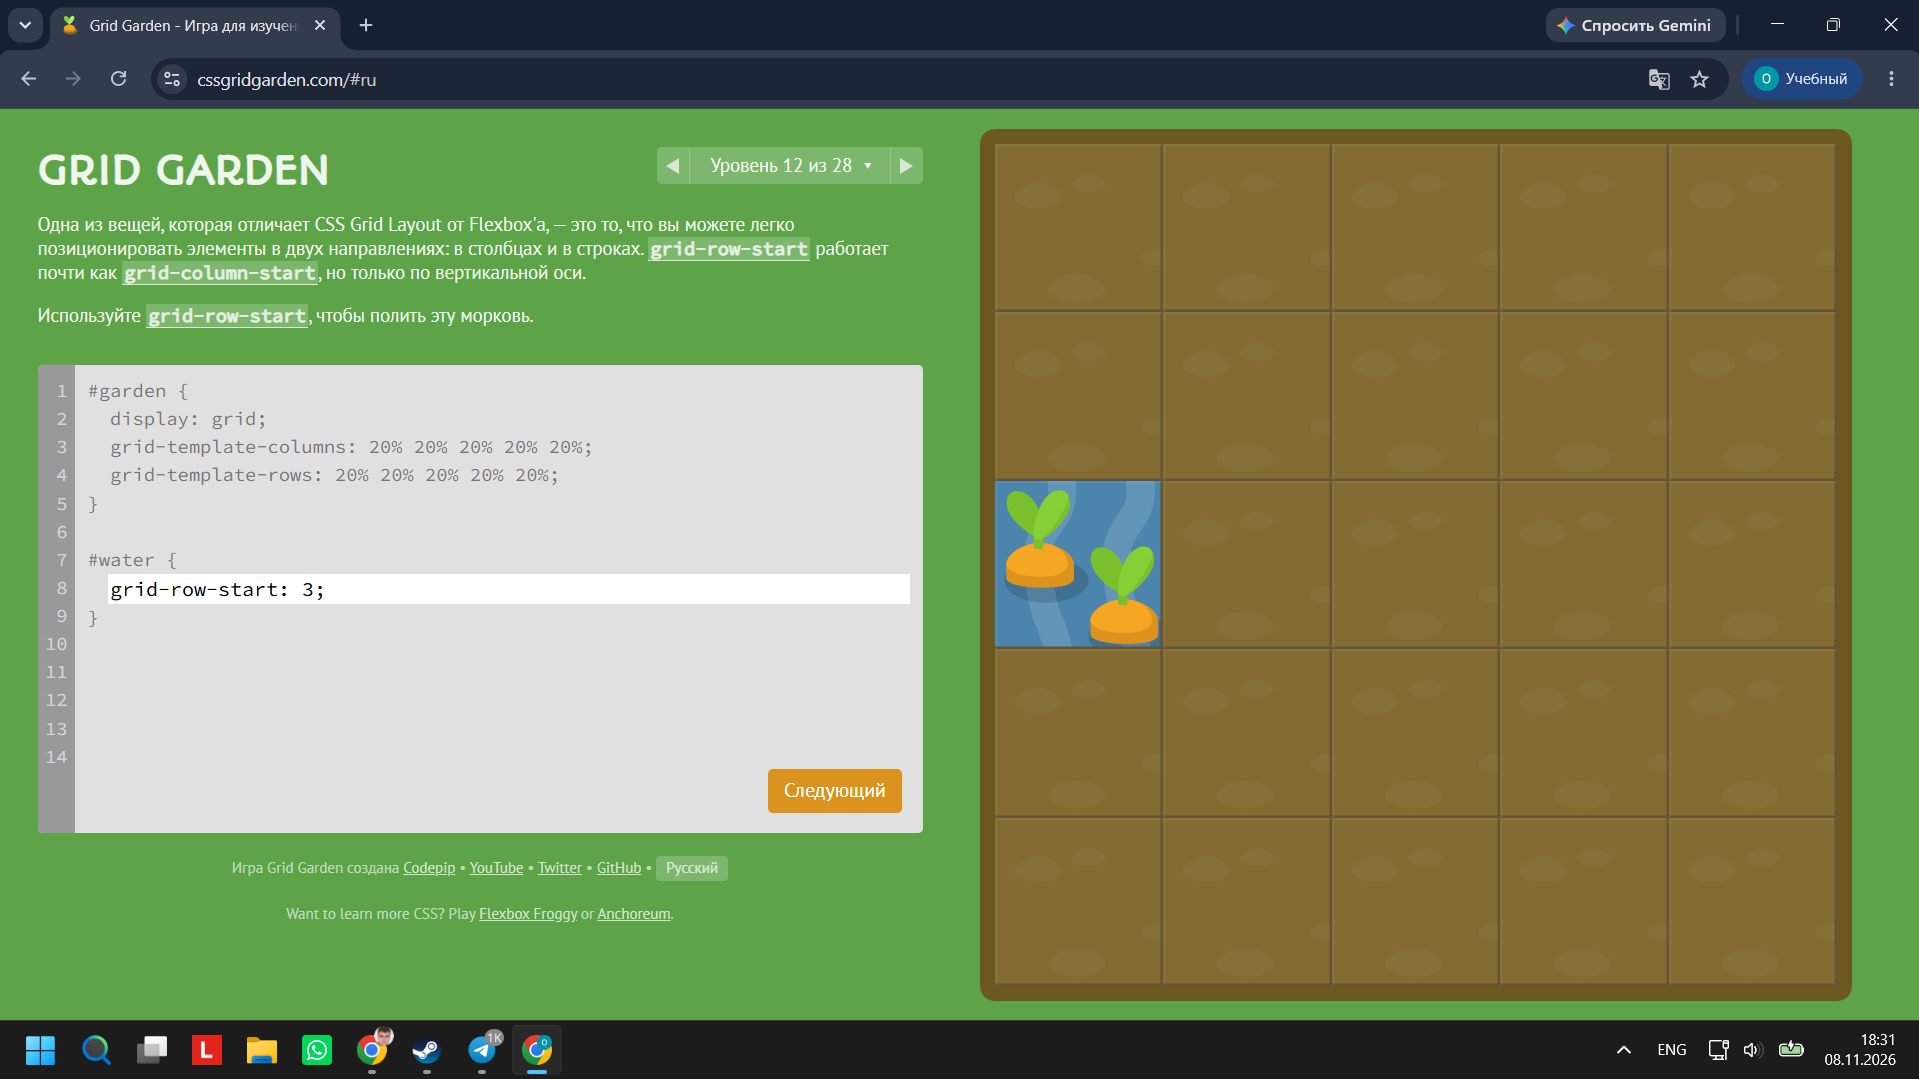 Grid Garden - Игра для изучен
Спросить Gemini
cssgridgarden.com/#ru
O Учебный
GRID GARDEN
Уровень 12 из 28
Одна из вещей, которая отличает CSS Grid Layout от Flexbox'а, — это то, что вы можете легко
позиционировать элементы в двух направлениях: в столбцах и в строках. grid-row-start работает
почти как grid-column-start, но только по вертикальной оси.
Используйте grid-row-start, чтобы полить эту морковь.
1 #garden {
2 display: grid;
3 grid-template-columns: 20% 20% 20% 20% 20%;
4 grid-template-rows: 20% 20% 20% 20% 20%;
5 }
6
7 #water {
8 grid-row-start: 3;
9 }
10
11
12
13
14
Следующий
Игра Grid Garden создана Codepip • YouTube • Twitter • GitHub • Русский
Want to learn more CSS? Play Flexbox Froggy or Anchoreum.
L
1K
O
ENG
18:31
08.11.2026